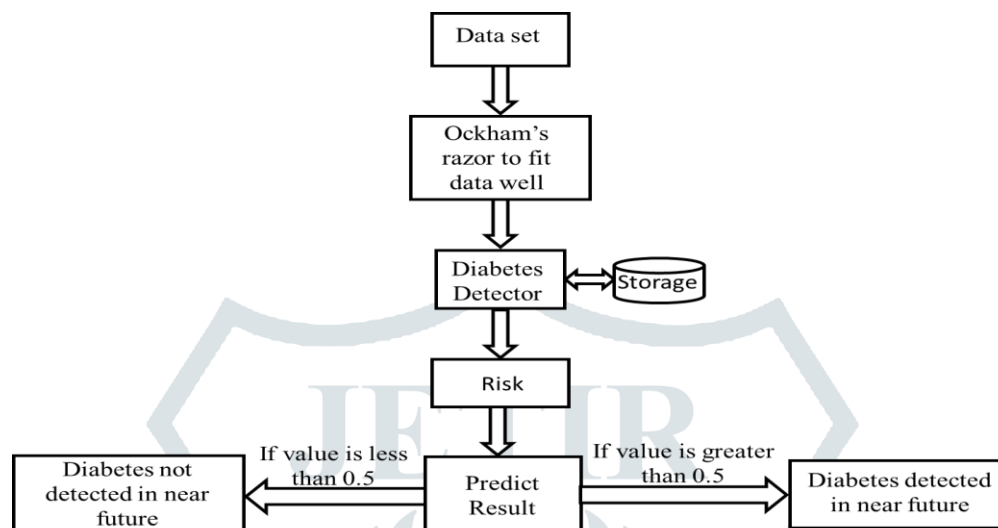 Data set
Ockham's
razor to fit
data well
Diabetes
Detector
Storage
Risk
JETIR
If value is less
than 0.5
If value is greater
than 0.5
Diabetes not
detected in near
future
Predict
Result
Diabetes detected
in near future